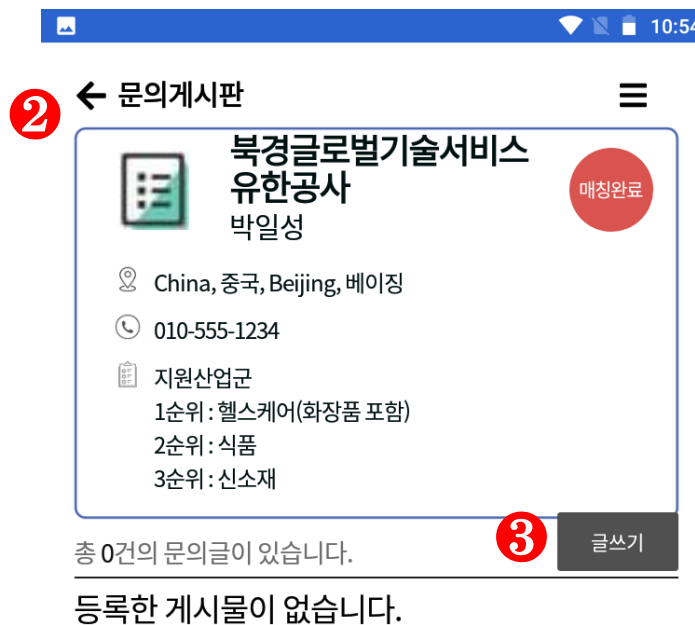 10:54
2
문의게시판
북경글로벌기술서비스
유한공사
매칭완료
박일성
China, 중국, Beijing, 베이징
010-555-1234
지원산업군
1순위 : 헬스케어(화장품 포함)
2순위 : 식품
3순위 : 신소재
3
글쓰기
총 0건의 문의글이 있습니다.
등록한 게시물이 없습니다.